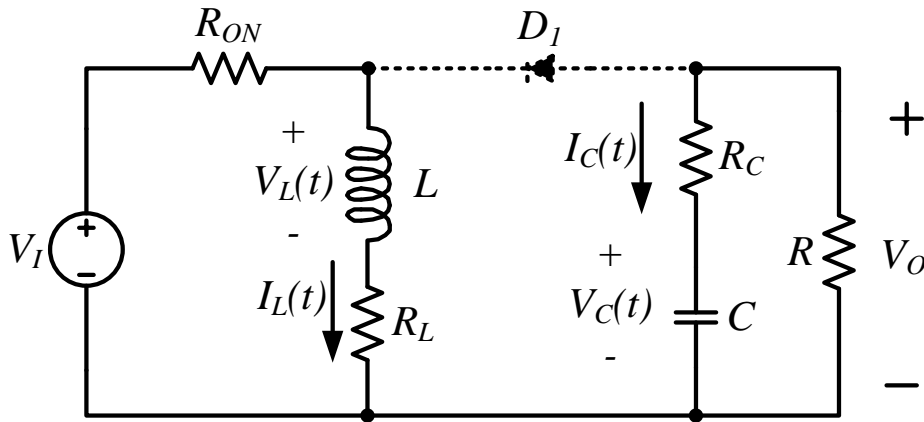 R_ON
D_1
+
V_L(t)
-
L
I_L(t)
R_L
V_I
+
-
I_C(t)
R_C
+
V_C(t)
-
C
R
+
V_O
-